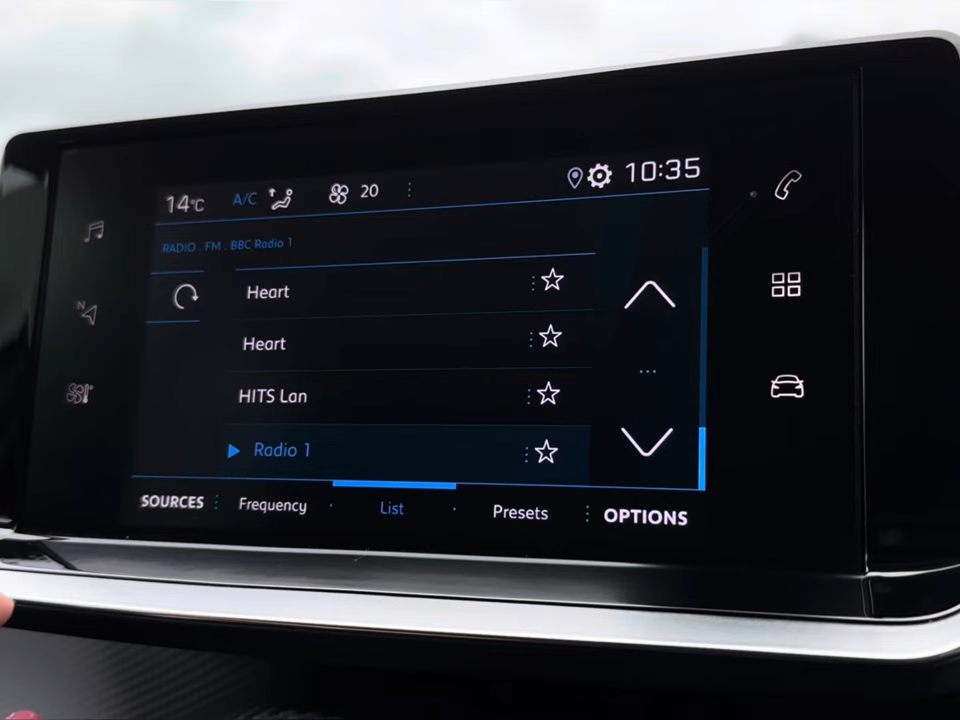 14°C A/C 20 10:35
RADIO . FM . BBC Radio 1
Heart
Heart
N
HITS Lan
Radio 1
SOURCES Frequency List Presets OPTIONS